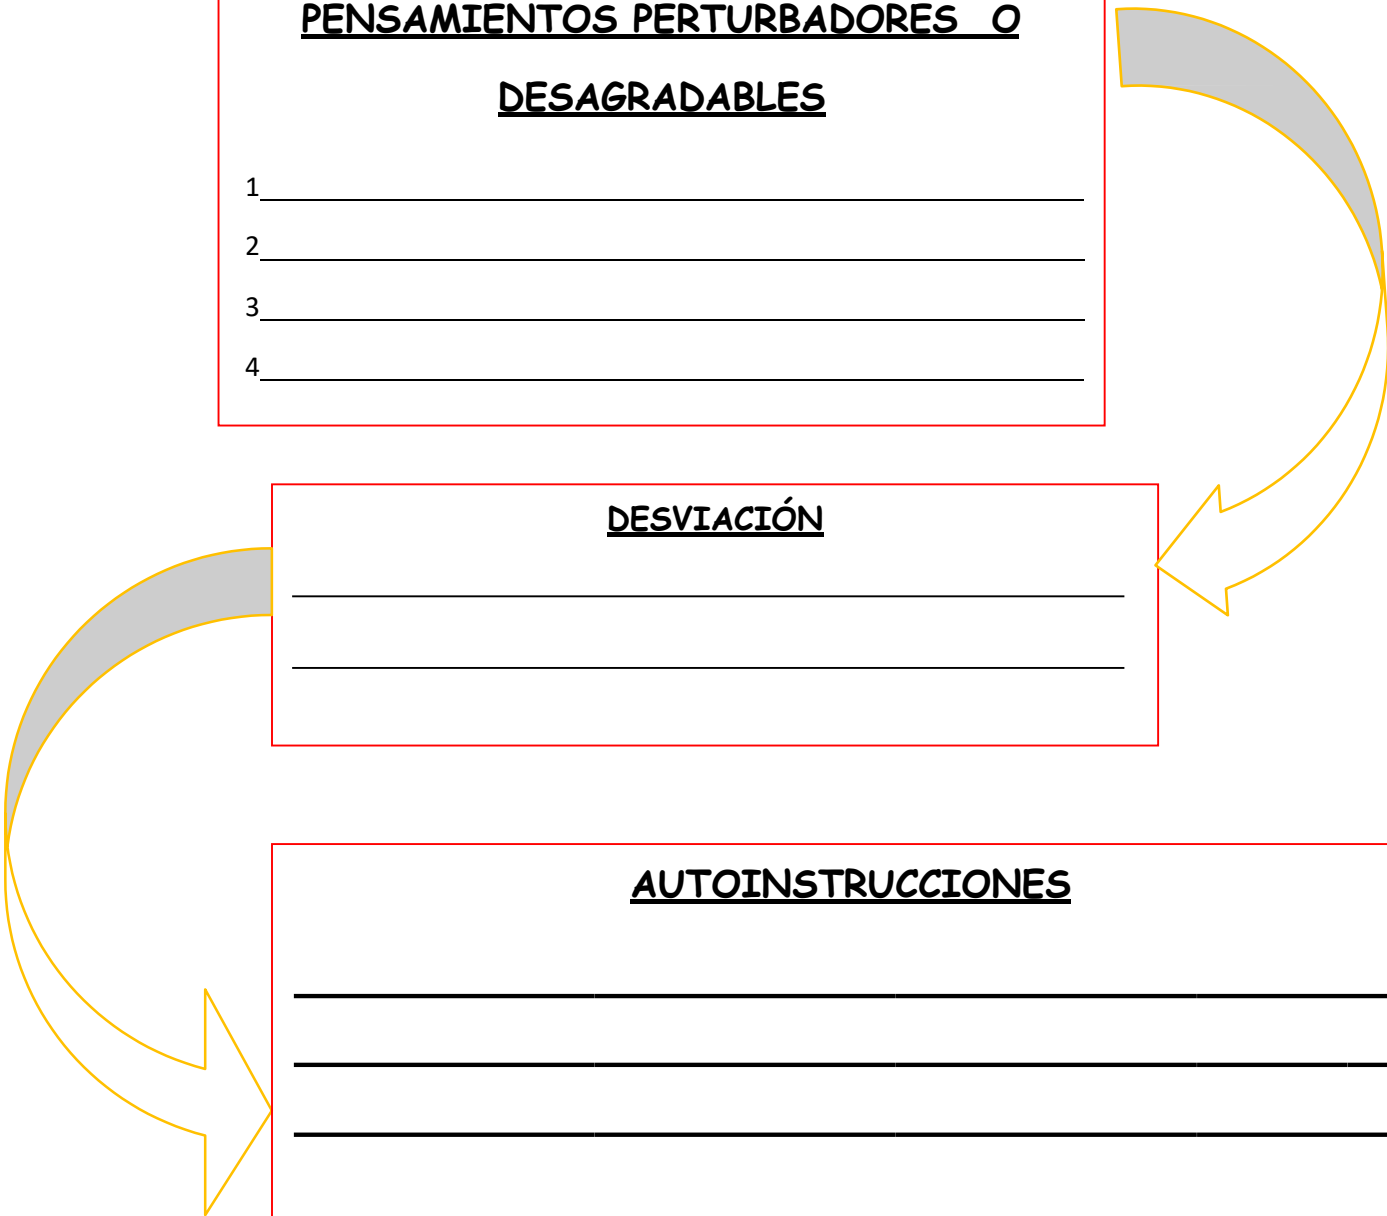 PENSAMIENTOS PERTURBADORES O
DESAGRADABLES
1
2
3
4
DESVIACIÓN
AUTOINSTRUCCIONES